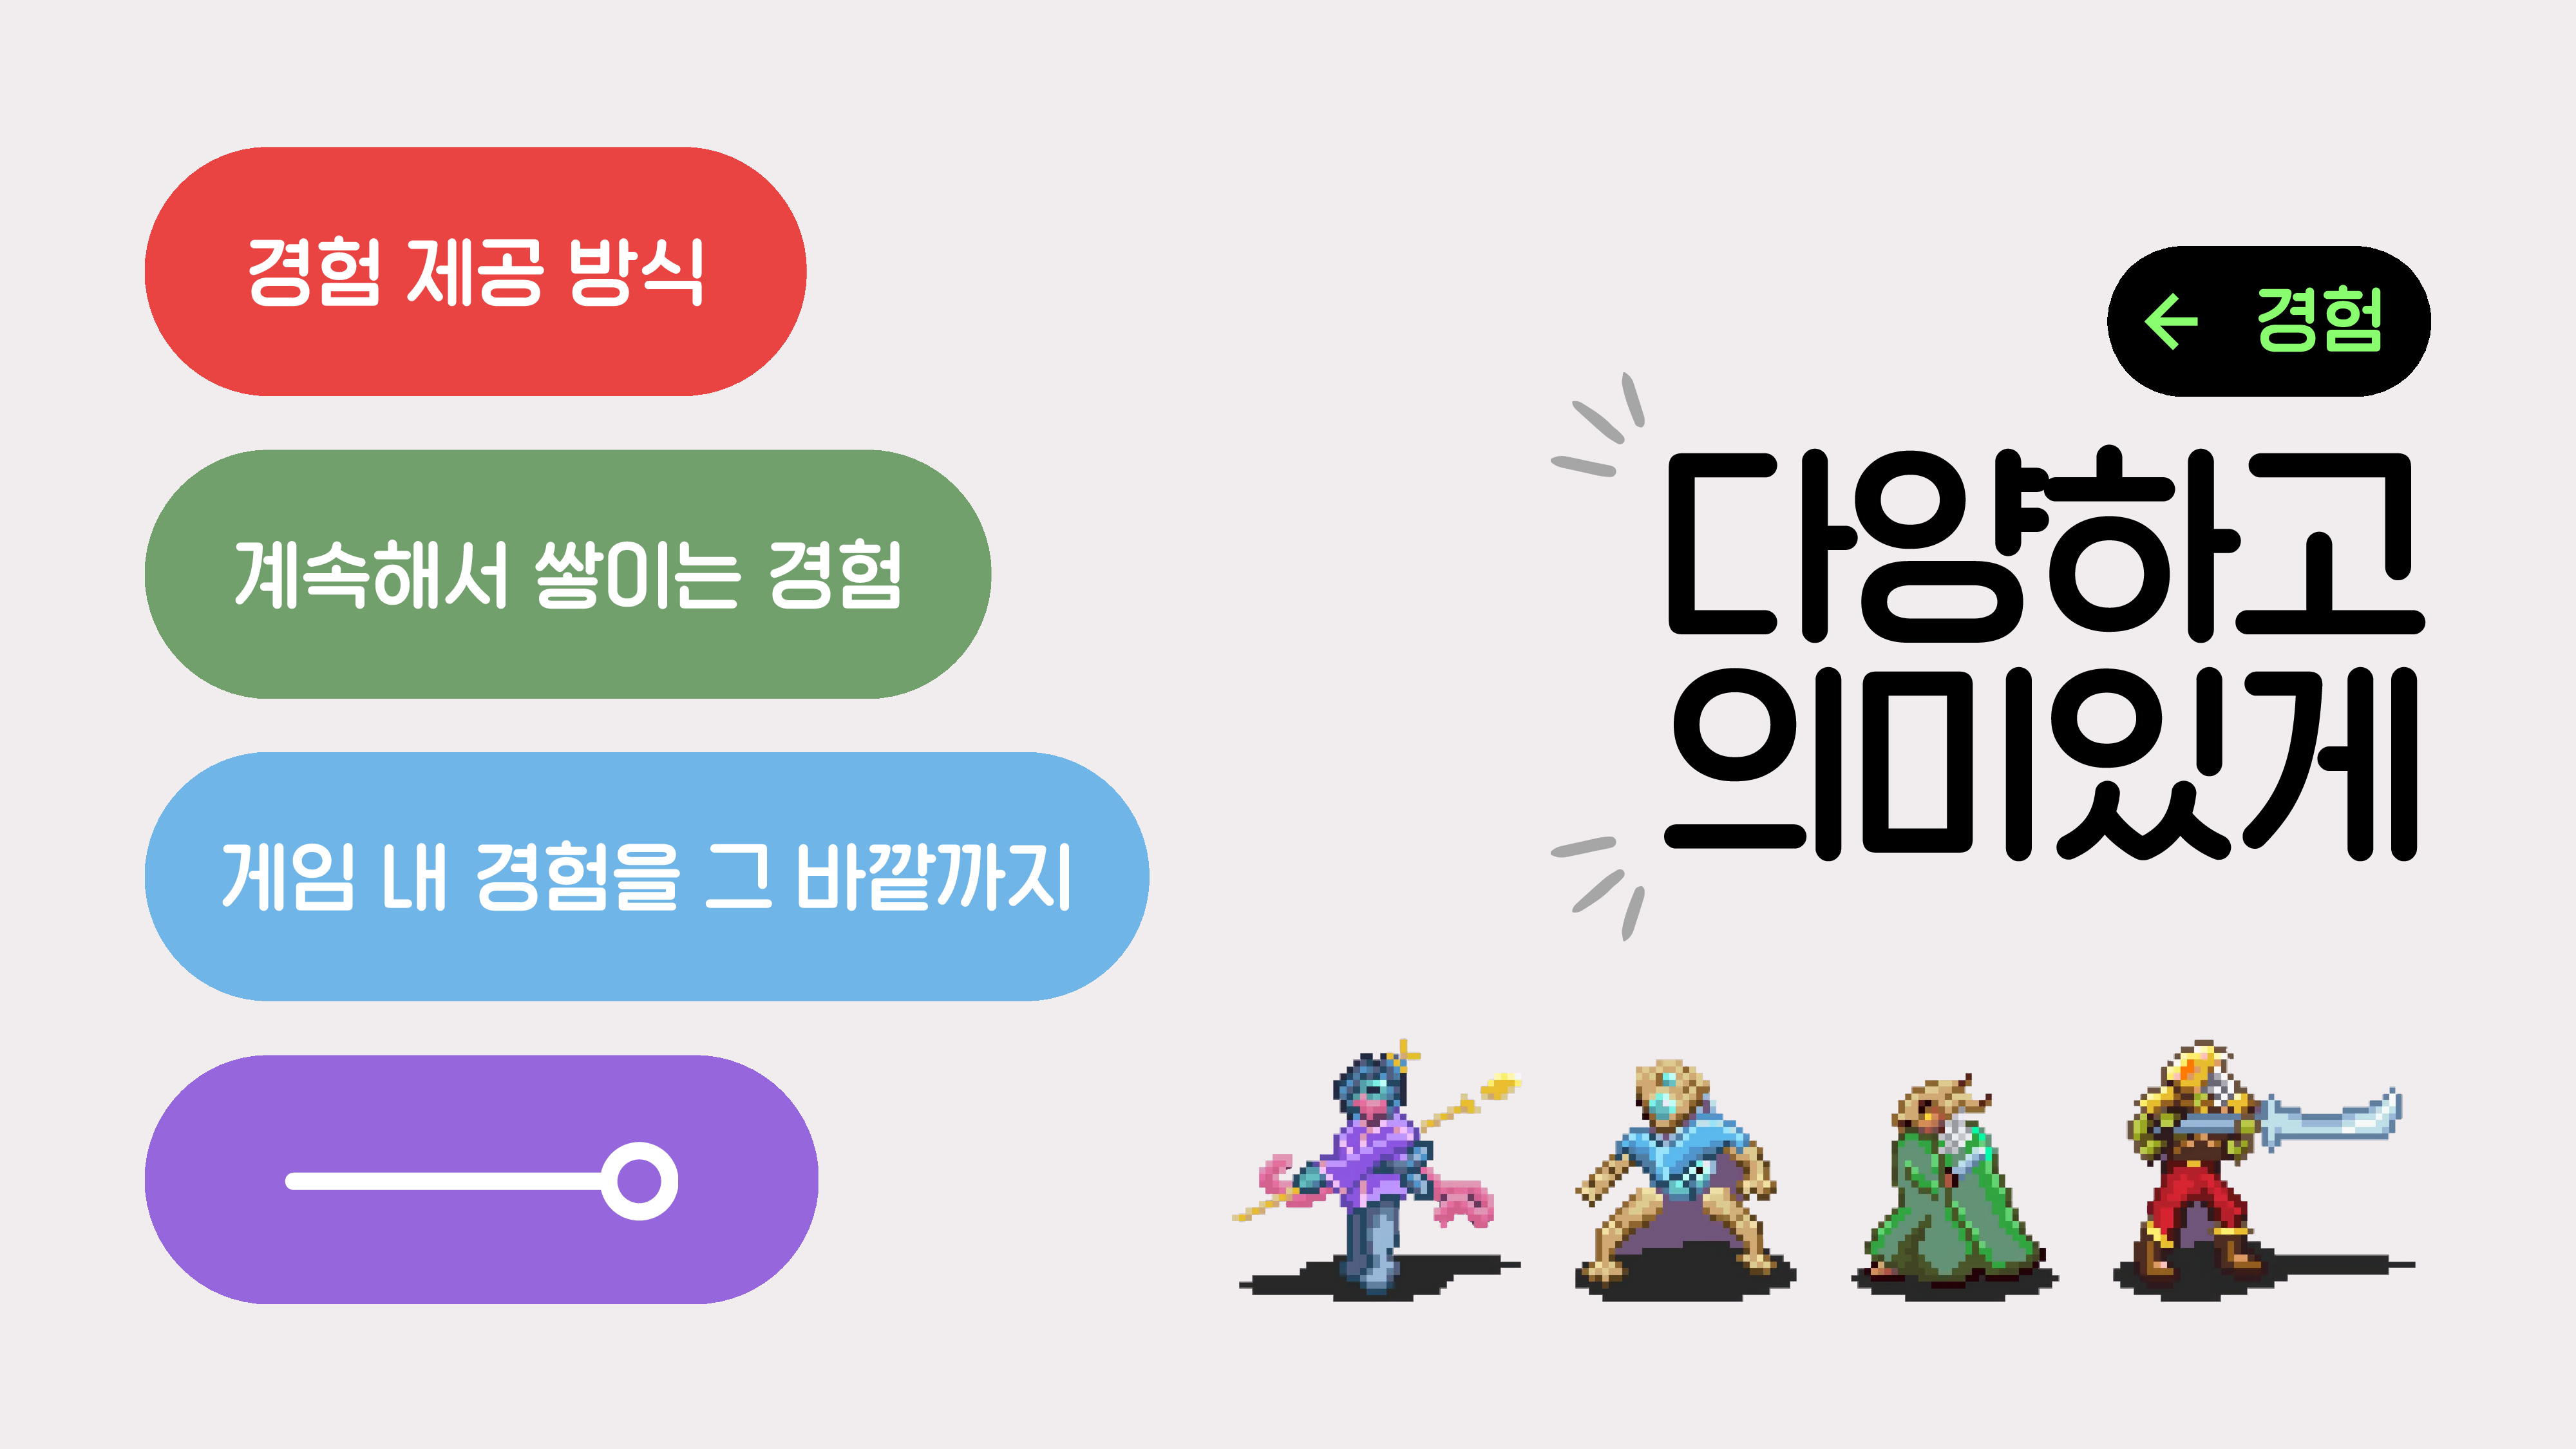 경험 제공 방식
계속해서 쌓이는 경험
게임 내 경험을 그 바깥까지
← 경험
다양하고
의미있게